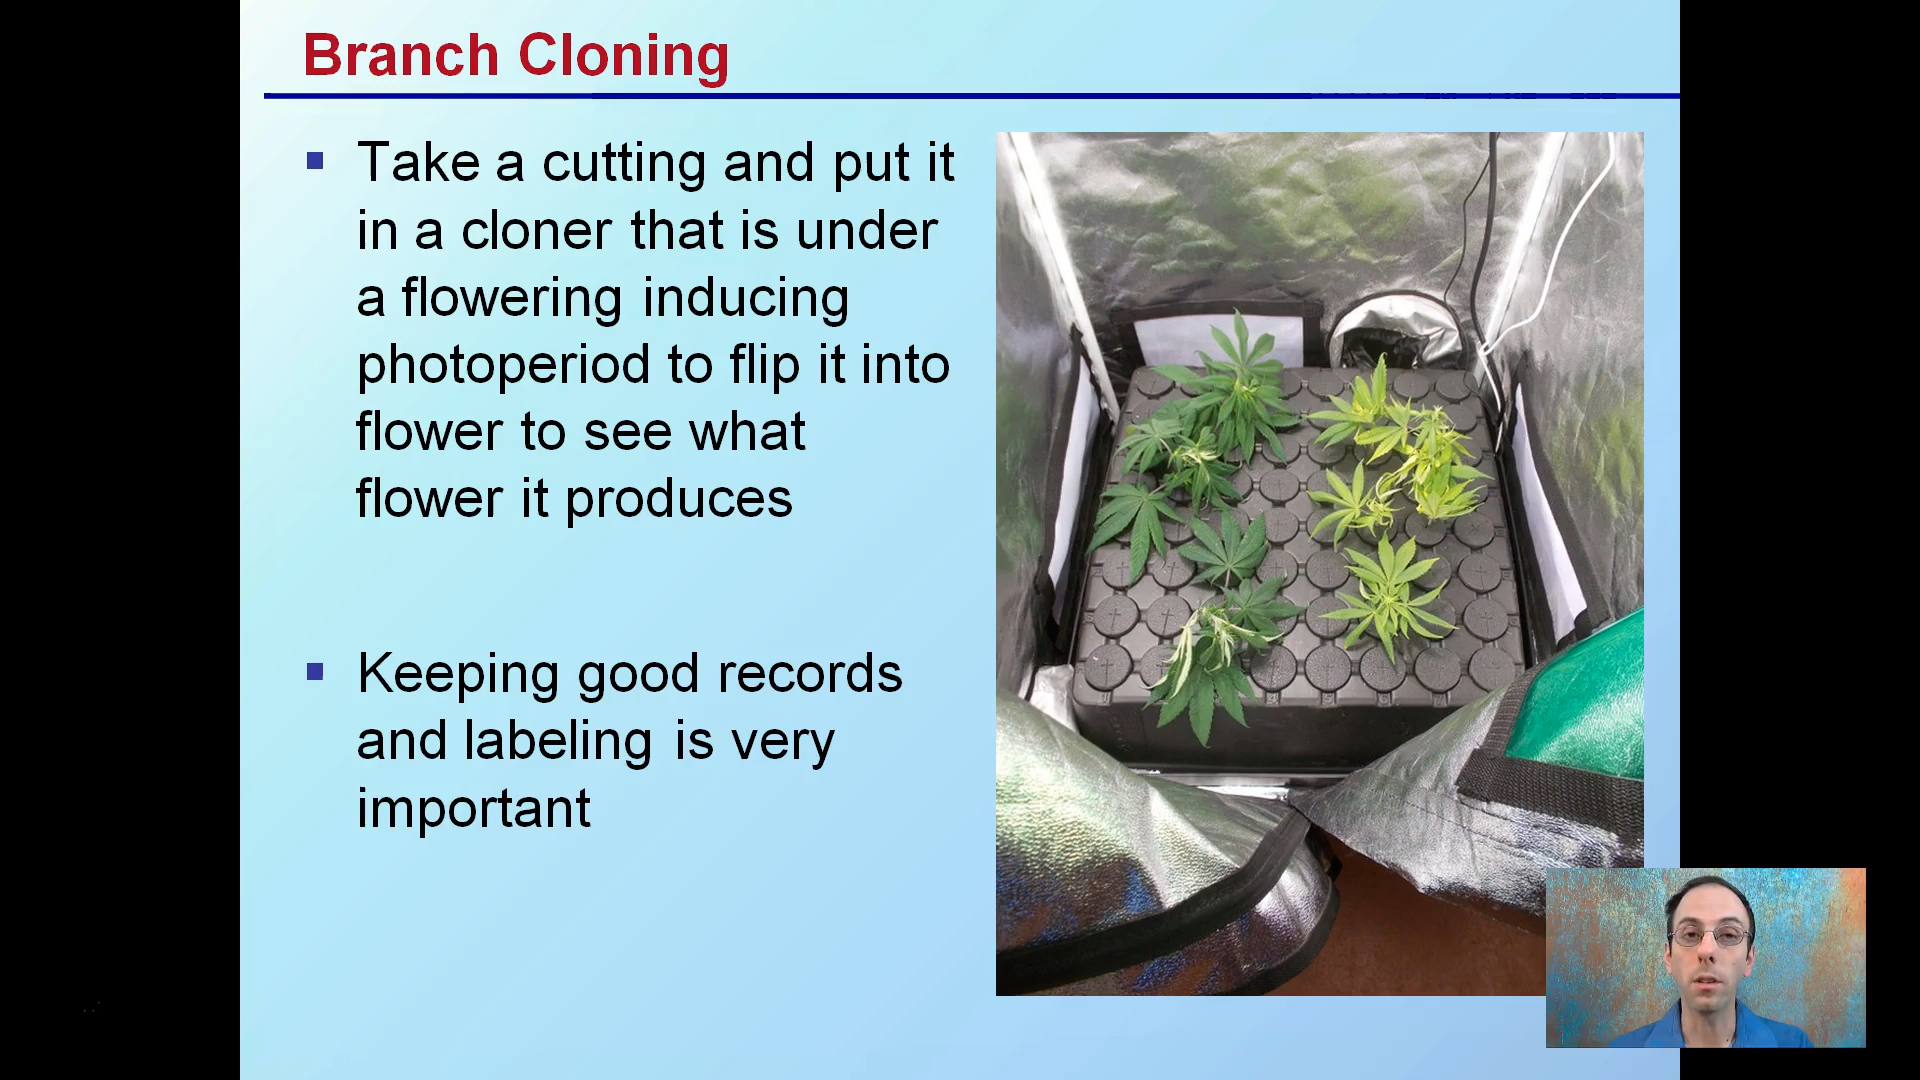 Branch Cloning
Take a cutting and put it
in a cloner that is under
a flowering inducing
photoperiod to flip it into
flower to see what
flower it produces
Keeping good records
and labeling is very
important